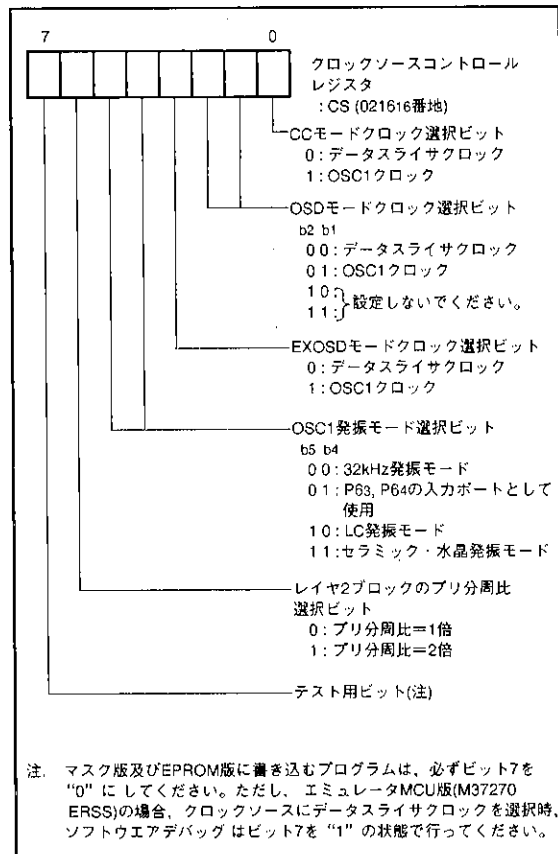 7 0
クロックソースコントロール
レジスタ
: CS (021616番地)
CCモードクロック選択ビット
0 : データスライサクロック
1 : OSC1クロック
OSDモードクロック選択ビット
b2 b1
0 0 : データスライサクロック
0 1 : OSC1クロック
1 0 :
1 1 :
設定しないでください。
EXOSDモードクロック選択ビット
0 : データスライサクロック
1 : OSC1クロック
OSC1発振モード選択ビット
b5 b4
0 0 : 32kHz発振モード
0 1 : P63, P64の入力ポートとして
使用
1 0 : LC発振モード
1 1 : セラミック・水晶発振モード
レイヤ2ブロックのプリ分周比
選択ビット
0 : プリ分周比=1倍
1 : プリ分周比=2倍
テスト用ビット(注)
注. マスク版及びEPROM版に書き込むプログラムは、必ずビット7を
“0” にしてください。ただし、エミュレータMCU版(M37270
ERSS)の場合、クロックソースにデータスライサクロックを選択時、
ソフトウエアデバッグはビット7を “1” の状態で行ってください。